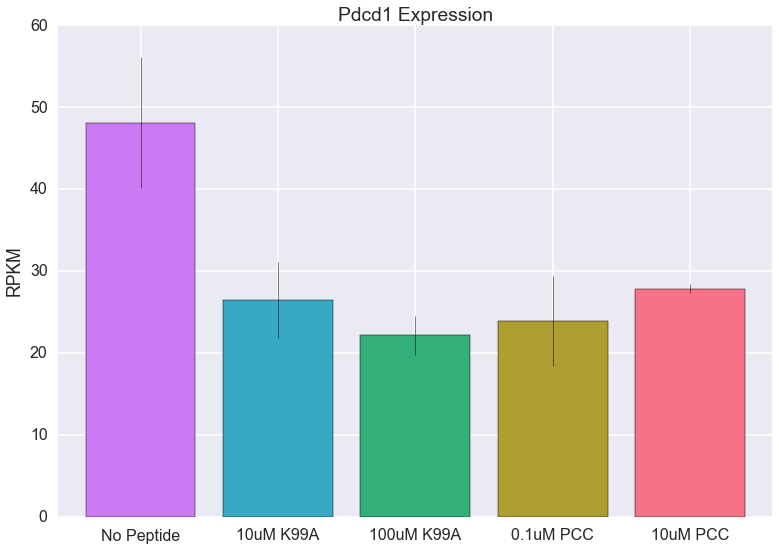 Pdcd1 Expression
60
50
40
30
20
10
0
RPKM
No Peptide
10uM K99A
100uM K99A
0.1uM PCC
10uM PCC